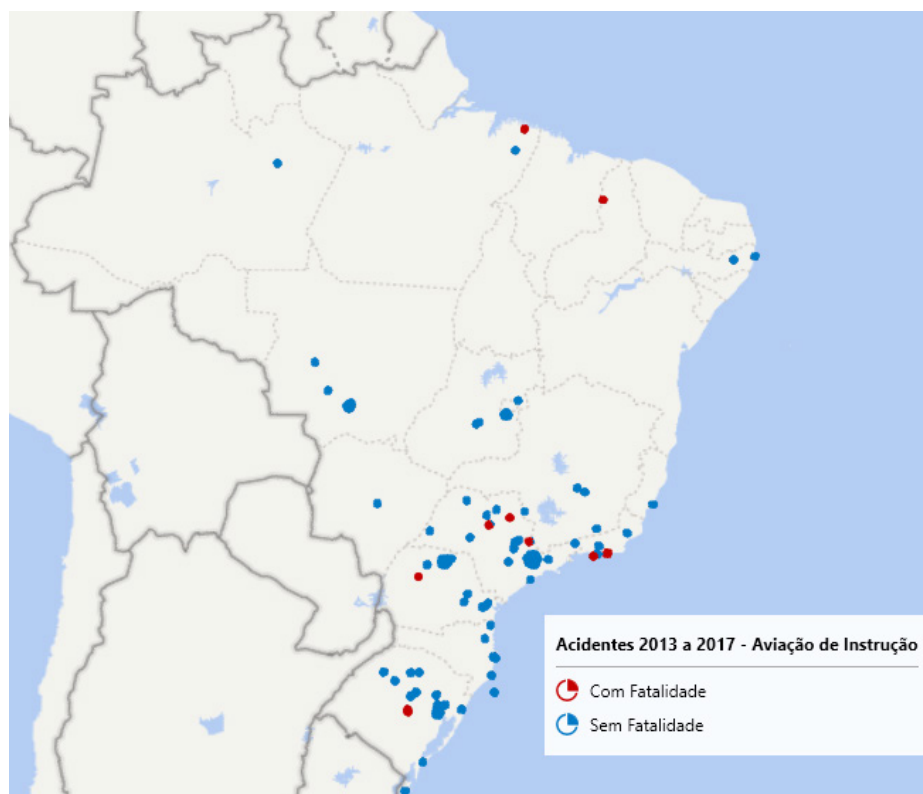 Acidentes 2013 a 2017 - Aviação de Instrução
Com Fatalidade
Sem Fatalidade